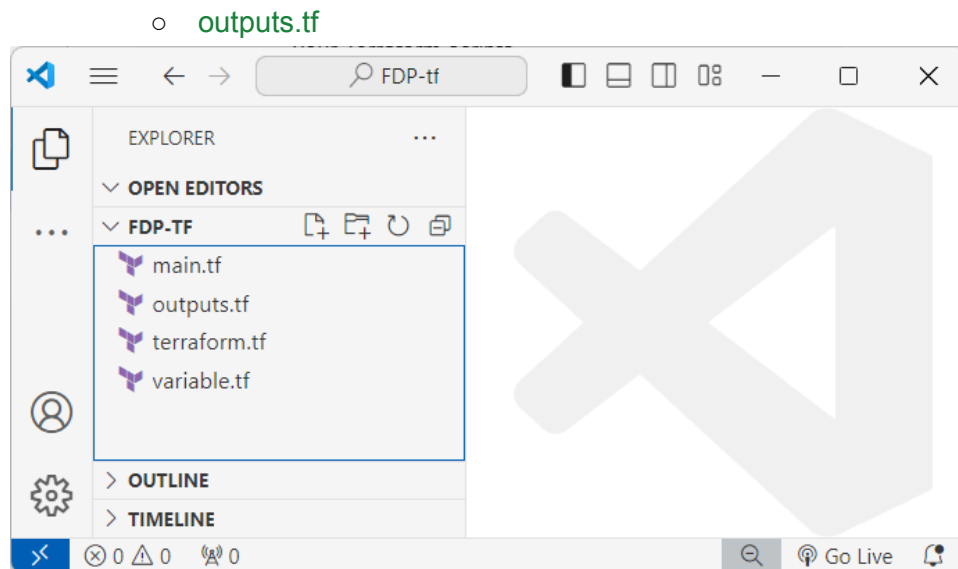 ○ outputs.tf
FDP-tf
EXPLORER ...
OPEN EDITORS
FDP-TF
main.tf
outputs.tf
terraform.tf
variable.tf
OUTLINE
TIMELINE
0 0 0 Go Live